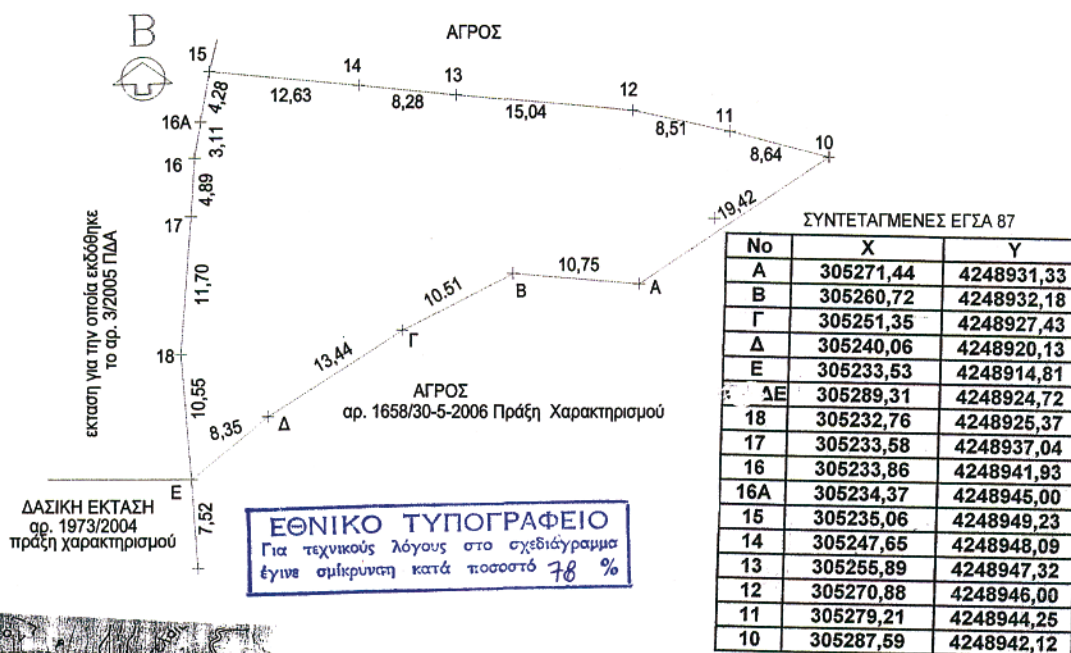 Β
ΑΓΡΟΣ
15
14
13
12
11
10
4,28
12,63
8,28
15,04
8,51
8,64
16Α
3,11
16
4,89
17
19,42
11,70
10,75
Β
Α
10,51
Γ
18
13,44
10,55
8,35
Δ
Ε
7,52
εκταση για την οποία εκδόθηκε
το αρ. 3/2005 ΠΔΑ
ΑΓΡΟΣ
αρ. 1658/30-5-2006 Πράξη Χαρακτηρισμού
ΔΑΣΙΚΗ ΕΚΤΑΣΗ
αρ. 1973/2004
πράξη χαρακτηρισμού
ΕΘΝΙΚΟ ΤΥΠΟΓΡΑΦΕΙΟ
Για τεχνικούς λόγους στο σχεδιάγραμμα
έγινε σμίκρυνση κατά ποσοστό 78 %
ΣΥΝΤΕΤΑΓΜΕΝΕΣ ΕΓΣΑ 87
No X Y
Α 305271,44 4248931,33
Β 305260,72 4248932,18
Γ 305251,35 4248927,43
Δ 305240,06 4248920,13
Ε 305233,53 4248914,81
ΔΕ 305289,31 4248924,72
18 305232,76 4248925,37
17 305233,58 4248937,04
16 305233,86 4248941,93
16Α 305234,37 4248945,00
15 305235,06 4248949,23
14 305247,65 4248948,09
13 305255,89 4248947,32
12 305270,88 4248946,00
11 305279,21 4248944,25
10 305287,59 4248942,12